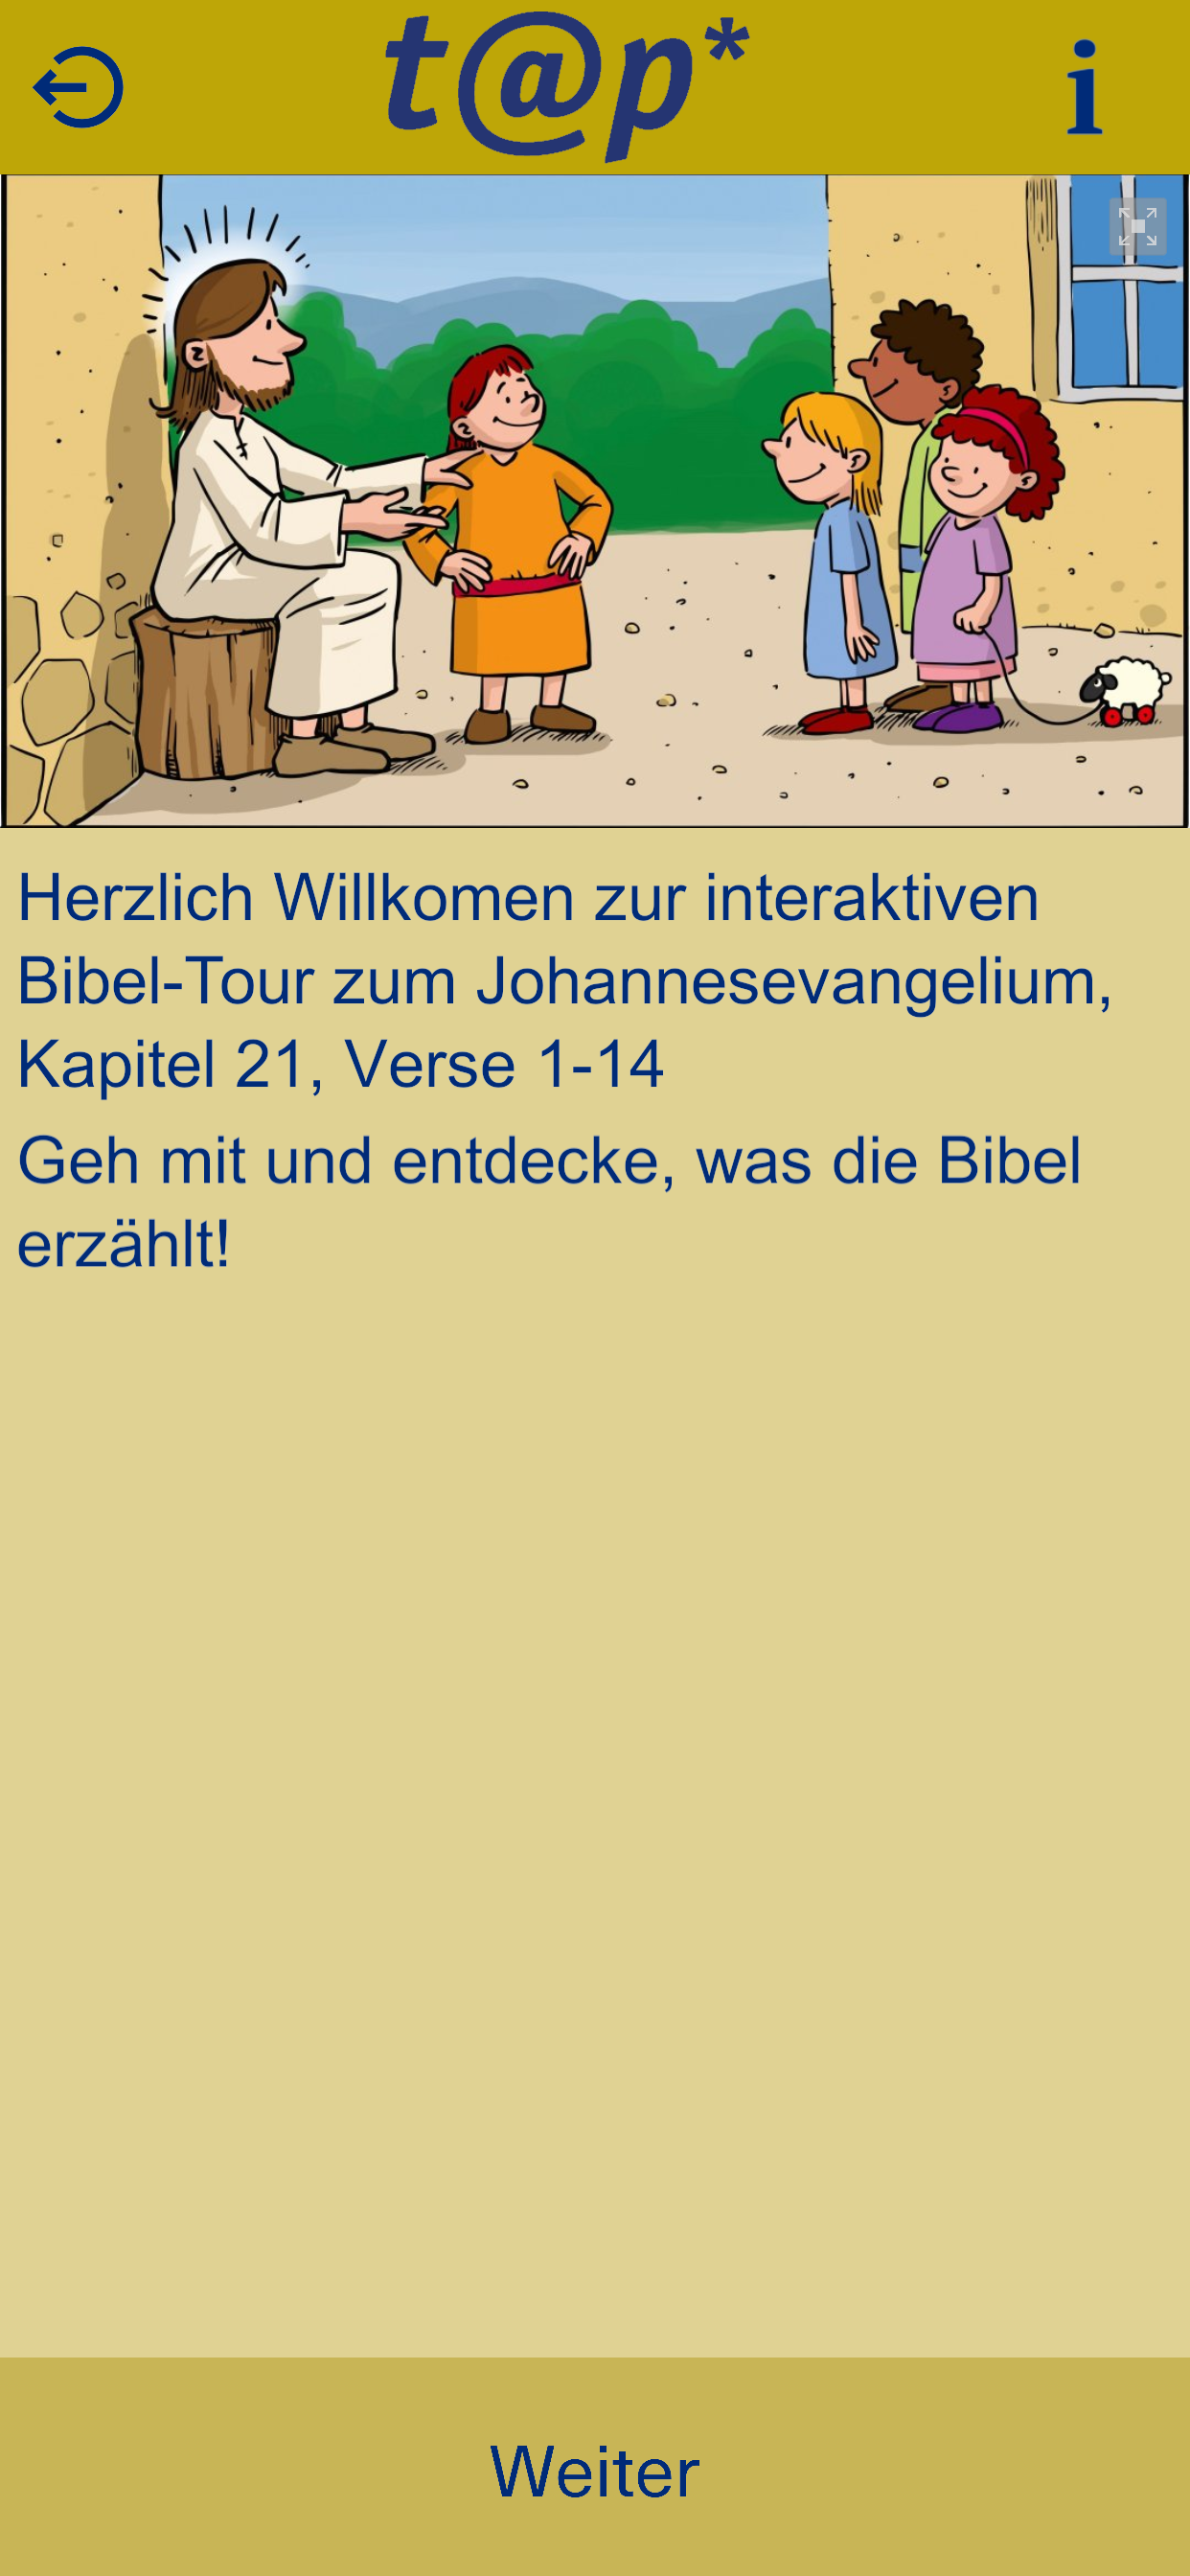 t@p*
i
Herzlich Willkomen zur interaktiven
Bibel-Tour zum Johannesevangelium,
Kapitel 21, Verse 1-14
Geh mit und entdecke, was die Bibel
erzählt!
Weiter